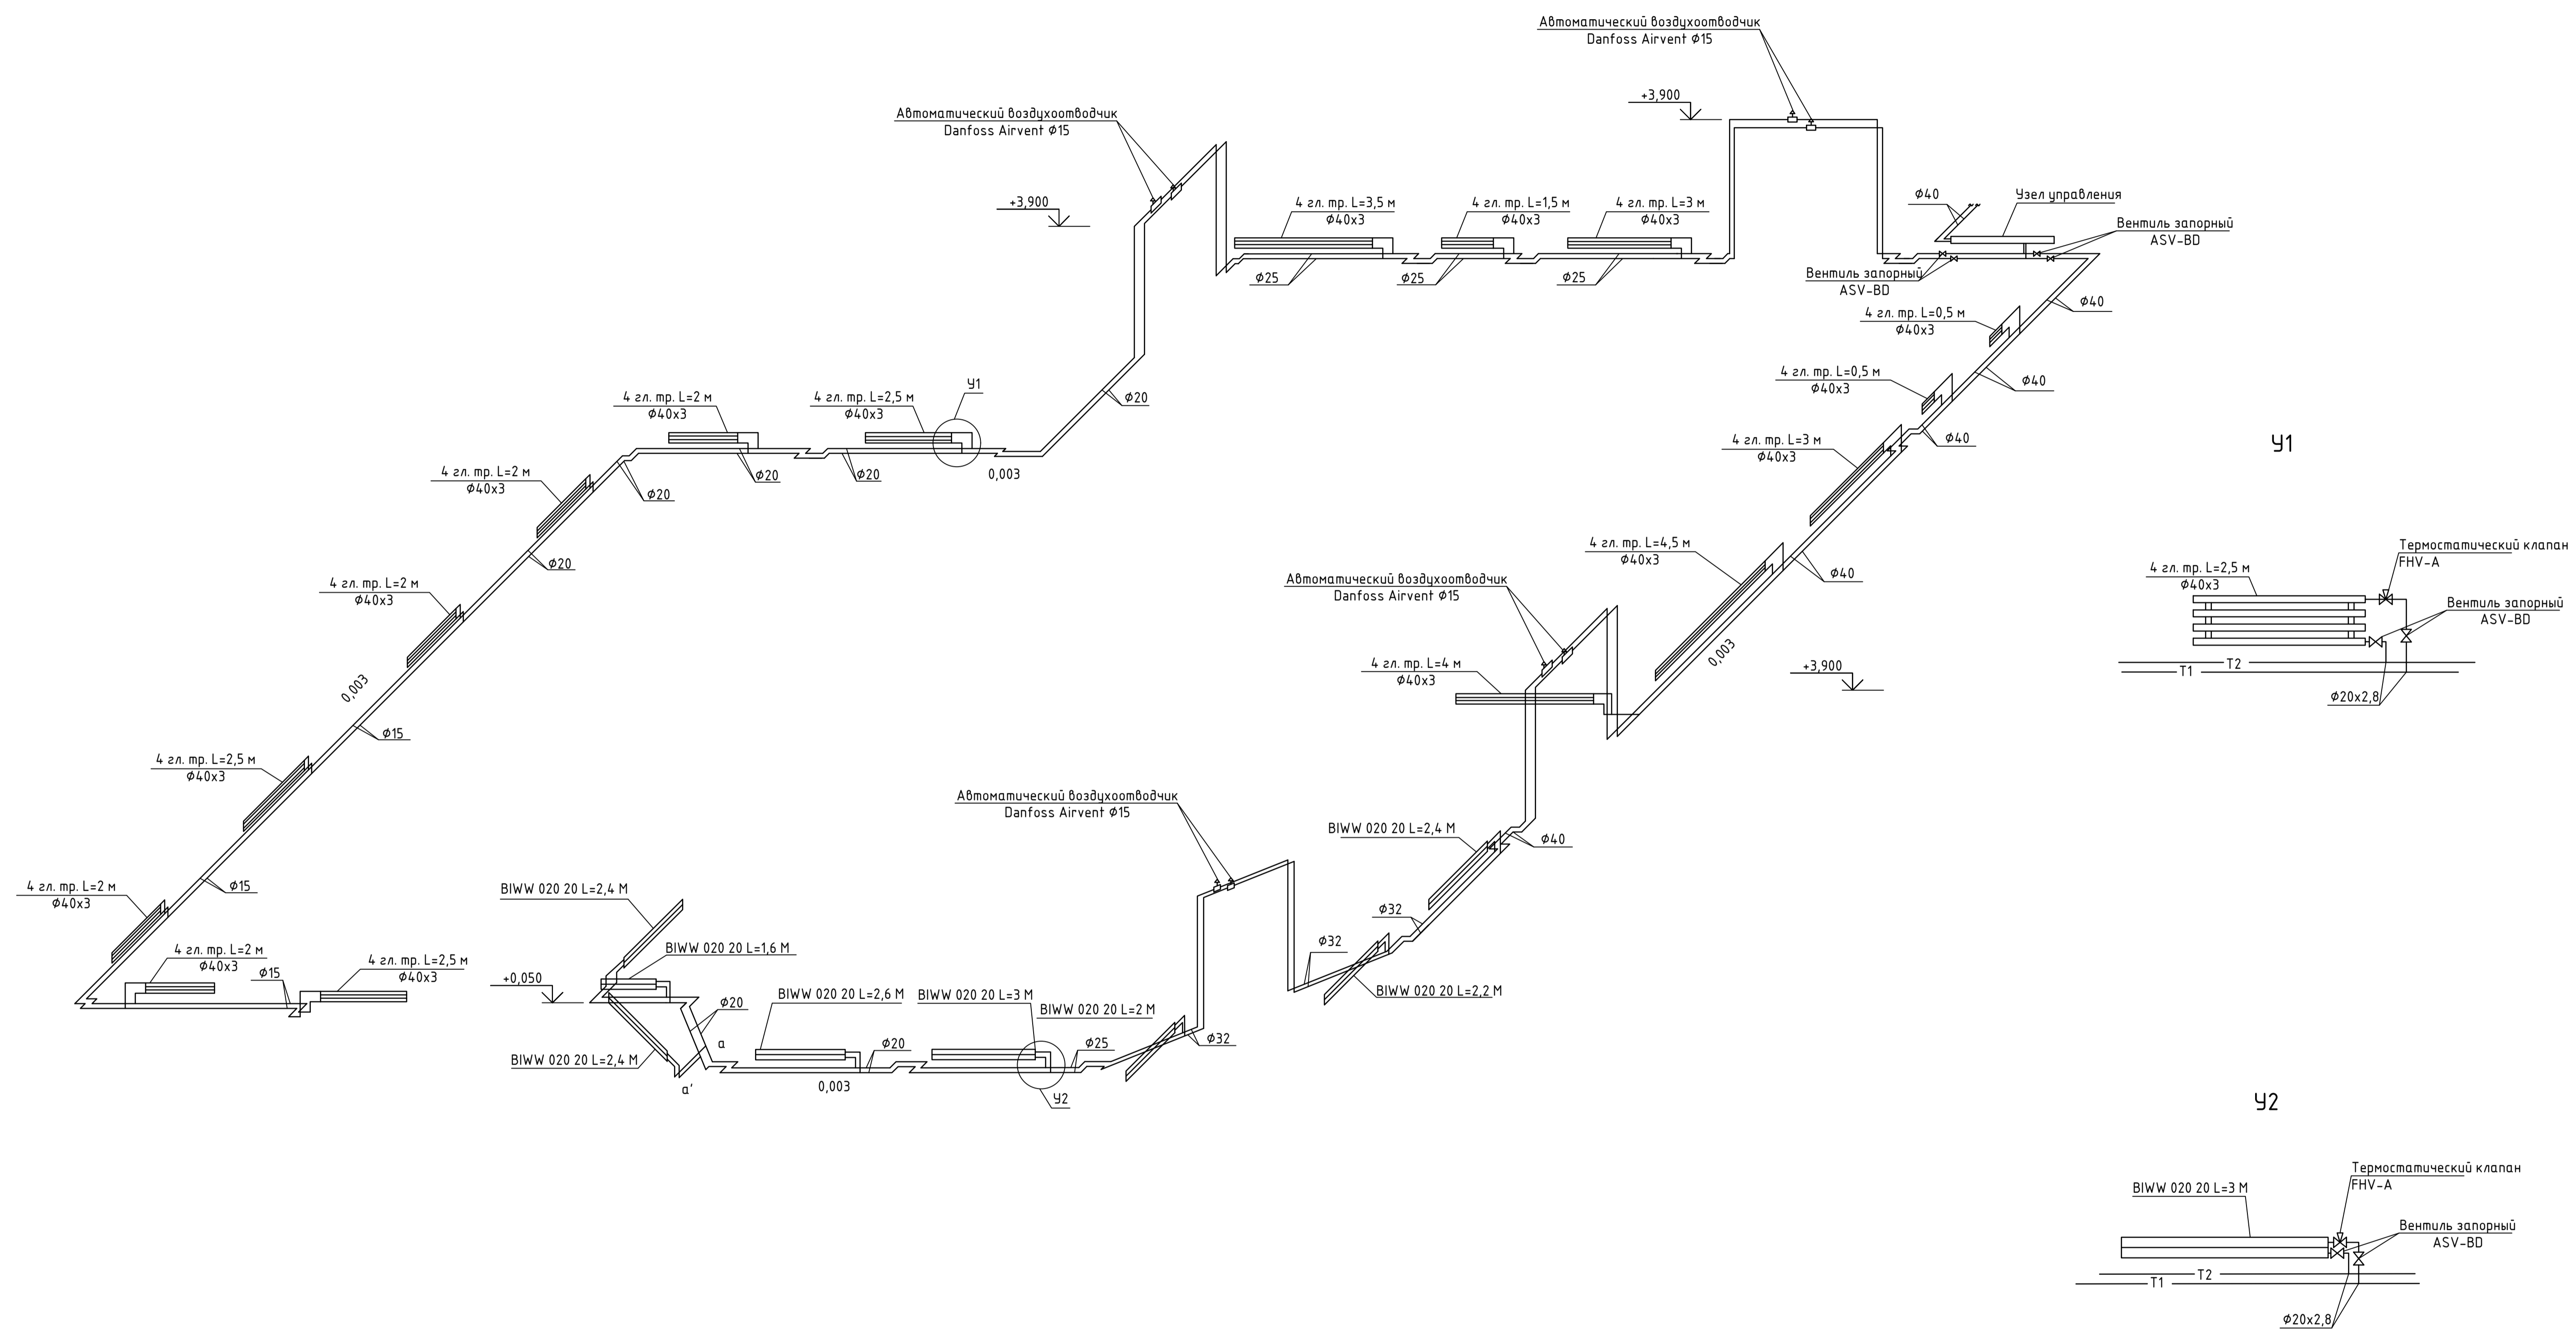 Автоматический воздухоотводчик
Danfoss Airvent Ø15
+3,900
Автоматический воздухоотводчик
Danfoss Airvent Ø15
+3,900
4 гл. тр. L=3,5 м
Ø40х3
4 гл. тр. L=1,5 м
Ø40х3
4 гл. тр. L=3 м
Ø40х3
Ø25
Ø25
Ø25
Ø40
Узел управления
Вентиль запорный
ASV-BD
Вентиль запорный
ASV-BD
Ø40
4 гл. тр. L=0,5 м
Ø40х3
Ø40
4 гл. тр. L=0,5 м
Ø40х3
Ø40
4 гл. тр. L=3 м
Ø40х3
Ø20
4 гл. тр. L=2 м
Ø40х3
4 гл. тр. L=2,5 м
Ø40х3
У1
Ø20
Ø20
0,003
4 гл. тр. L=2 м
Ø40х3
Ø20
4 гл. тр. L=2 м
Ø40х3
Ø20
0,003
Ø15
4 гл. тр. L=2,5 м
Ø40х3
Ø15
4 гл. тр. L=2 м
Ø40х3
4 гл. тр. L=2 м
Ø40х3
Ø15
4 гл. тр. L=2,5 м
Ø40х3
4 гл. тр. L=4,5 м
Ø40х3
Ø40
Автоматический воздухоотводчик
Danfoss Airvent Ø15
4 гл. тр. L=4 м
Ø40х3
0,003
+3,900
Автоматический воздухоотводчик
Danfoss Airvent Ø15
BIWW 020 20 L=2,4 М
Ø40
Ø32
Ø32
BIWW 020 20 L=2,2 М
BIWW 020 20 L=2,4 М
BIWW 020 20 L=1,6 М
+0,050
Ø20
BIWW 020 20 L=2,6 М
BIWW 020 20 L=3 М
BIWW 020 20 L=2 М
Ø32
BIWW 020 20 L=2,4 М
а
а'
Ø20
Ø25
0,003
У2
У1
4 гл. тр. L=2,5 м
Ø40х3
Термостатический клапан
FHV-A
Вентиль запорный
ASV-BD
Т2
Т1
Ø20х2,8
У2
BIWW 020 20 L=3 М
Термостатический клапан
FHV-A
Вентиль запорный
ASV-BD
Т2
Т1
Ø20х2,8